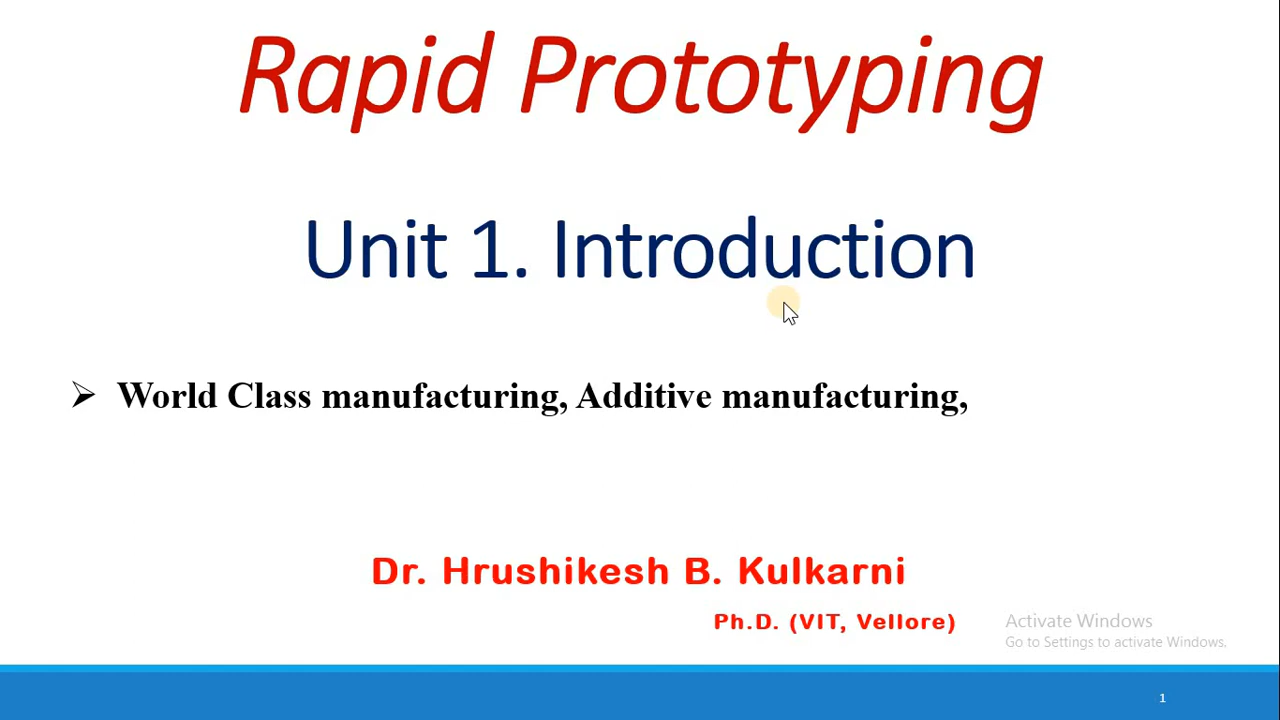 Rapid Prototyping
Unit 1. Introduction
➢ World Class manufacturing, Additive manufacturing,
Dr. Hrushikesh B. Kulkarni
Ph.D. (VIT, Vellore)
Activate Windows
Go to Settings to activate Windows.
1